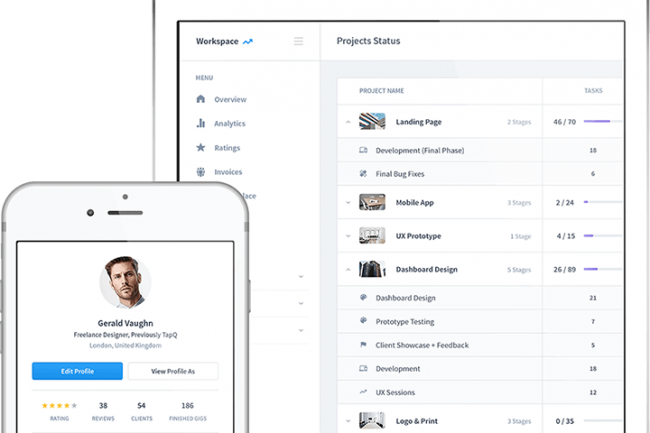 Workspace
Projects Status
MENU
Overview
Analytics
Ratings
Invoices
lace
PROJECT NAME TASKS
Landing Page 2 Stages 46 / 70
Development (Final Phase) 18
Final Bug Fixes 6
Mobile App 3 Stages 2 / 24
UX Prototype 1 Stage 4 / 15
Dashboard Design 5 Stages 26 / 89
Dashboard Design 21
Prototype Testing 7
Client Showcase + Feedback 5
Development 18
UX Sessions 12
Logo & Print 3 Stages 0 / 35
Gerald Vaughn
Freelance Designer, Previously TapQ
London, United Kingdom
Edit Profile View Profile As
38 54 186
RATING REVIEWS CLIENTS FINISHED GIGS